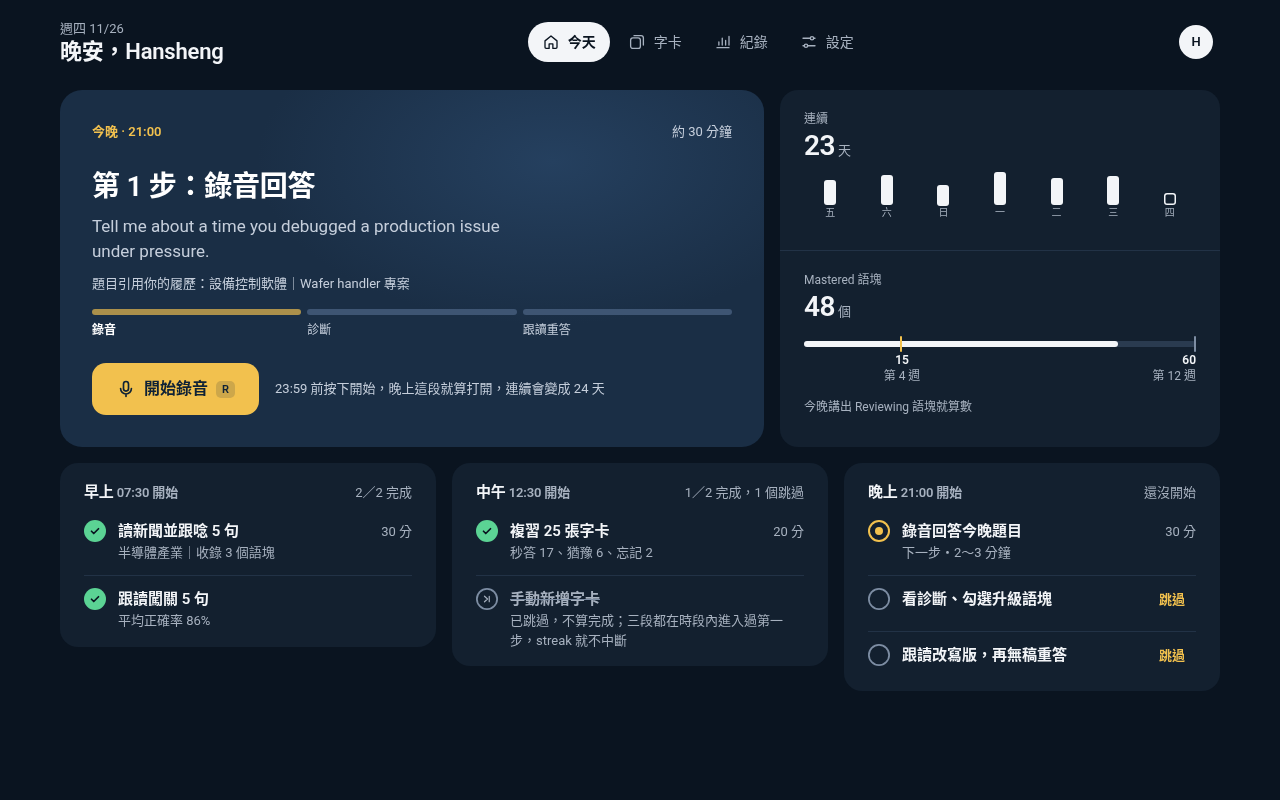 週四 11/26
晚安，Hansheng
今天
字卡
紀錄
設定
H
今晚 · 21:00
約 30 分鐘
第 1 步：錄音回答
Tell me about a time you debugged a production issue
under pressure.
題目引用你的履歷：設備控制軟體｜Wafer handler 專案
錄音
診斷
跟讀重答
開始錄音 R
23:59 前按下開始，晚上這段就算打開，連續會變成 24 天
連續
23 天
五 六 日 一 二 三 四
Mastered 語塊
48 個
15
60
第 4 週
第 12 週
今晚講出 Reviewing 語塊就算數
早上 07:30 開始
2／2 完成
讀新聞並跟唸 5 句
30 分
半導體產業｜收錄 3 個語塊
跟讀闖關 5 句
平均正確率 86%
中午 12:30 開始
1／2 完成，1 個跳過
複習 25 張字卡
20 分
秒答 17、猶豫 6、忘記 2
手動新增字卡
已跳過，不算完成；三段都在時段內進入過第一
步，streak 就不中斷
晚上 21:00 開始
還沒開始
錄音回答今晚題目
30 分
下一步・2～3 分鐘
看診斷、勾選升級語塊
跳過
跟讀改寫版，再無稿重答
跳過